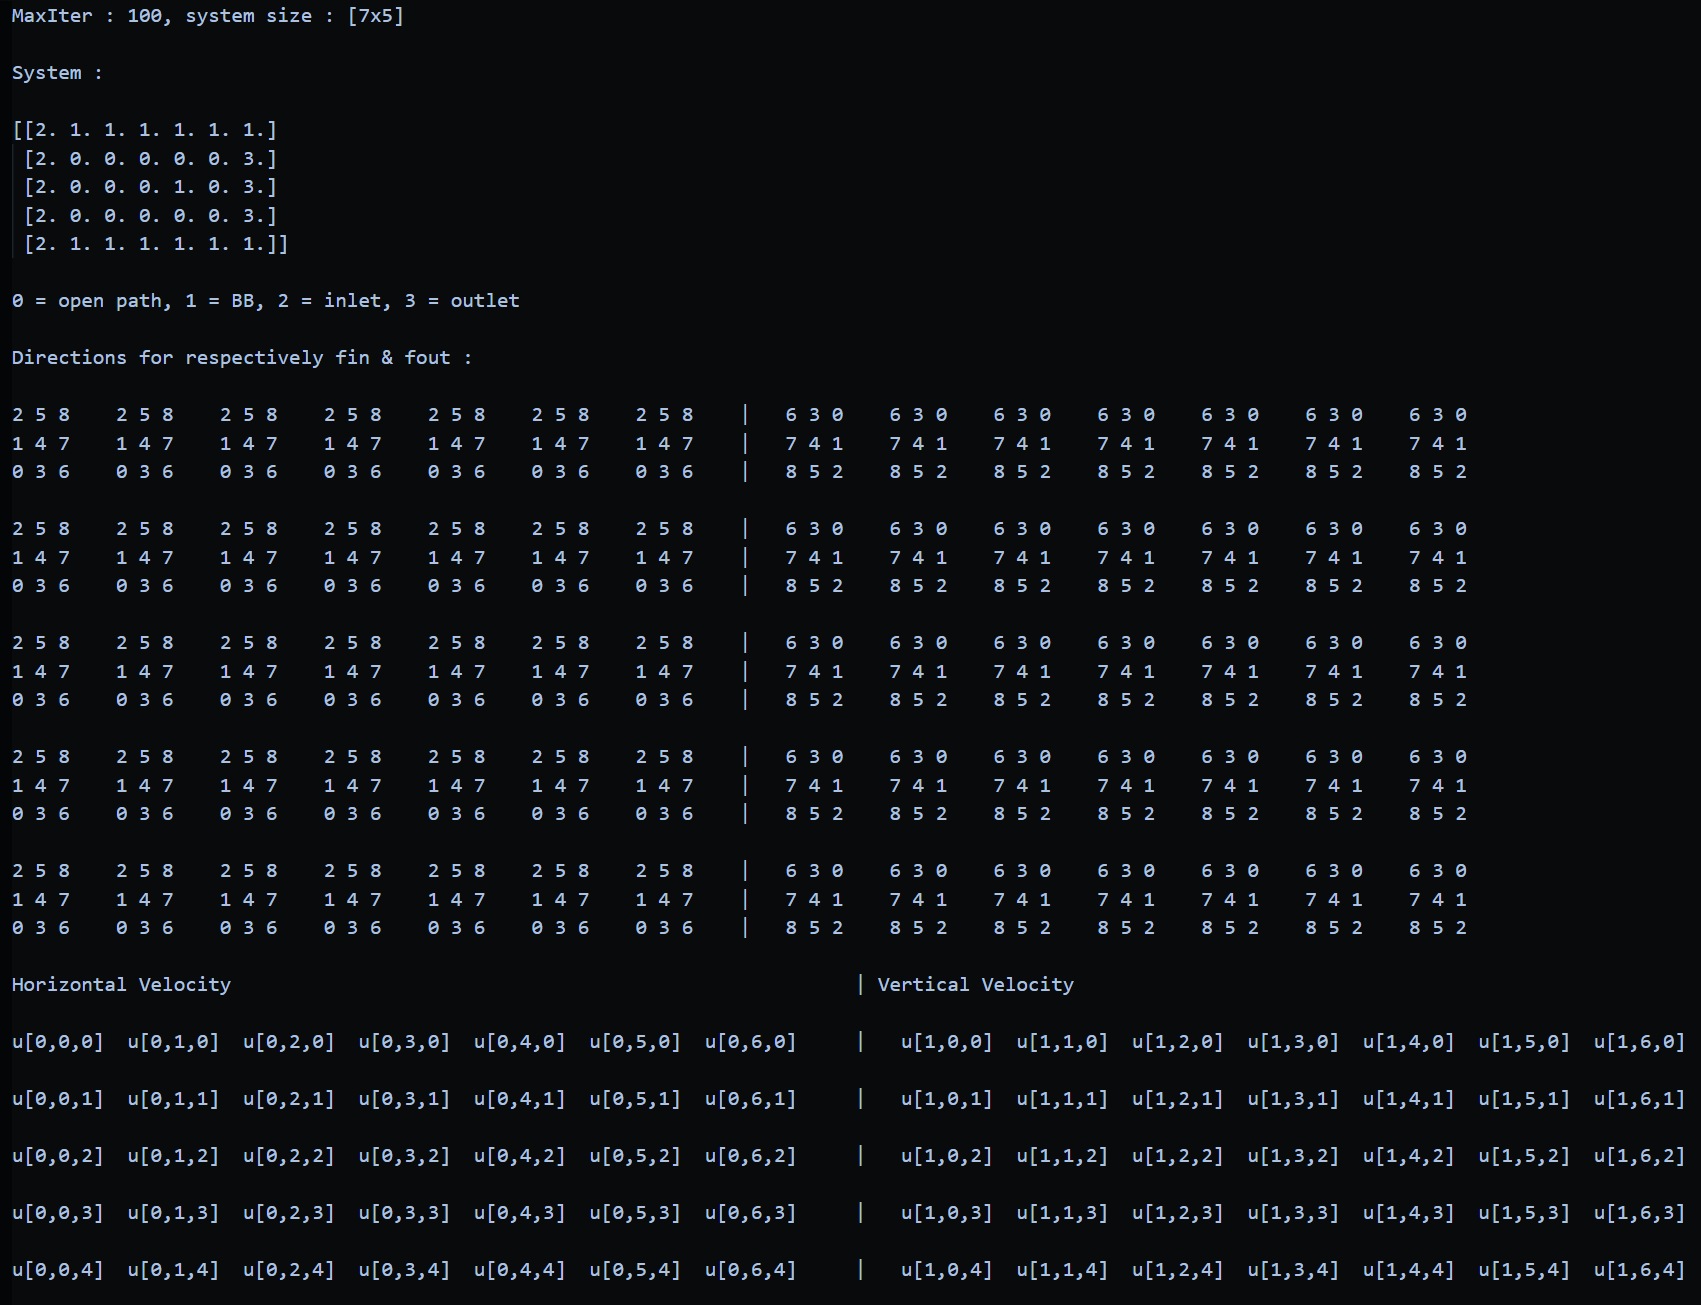 MaxIter : 100, system size : [7x5]
System :
[[2. 1. 1. 1. 1. 1. 1.]
[2. 0. 0. 0. 0. 0. 3.]
[2. 0. 0. 0. 1. 0. 3.]
[2. 0. 0. 0. 0. 0. 3.]
[2. 1. 1. 1. 1. 1. 1.]]
0 = open path, 1 = BB, 2 = inlet, 3 = outlet
Directions for respectively fin & fout :
2 5 8    2 5 8    2 5 8    2 5 8    2 5 8    2 5 8    2 5 8    |   6 3 0    6 3 0    6 3 0    6 3 0    6 3 0    6 3 0    6 3 0
1 4 7    1 4 7    1 4 7    1 4 7    1 4 7    1 4 7    1 4 7    |   7 4 1    7 4 1    7 4 1    7 4 1    7 4 1    7 4 1    7 4 1
0 3 6    0 3 6    0 3 6    0 3 6    0 3 6    0 3 6    0 3 6    |   8 5 2    8 5 2    8 5 2    8 5 2    8 5 2    8 5 2    8 5 2
2 5 8    2 5 8    2 5 8    2 5 8    2 5 8    2 5 8    2 5 8    |   6 3 0    6 3 0    6 3 0    6 3 0    6 3 0    6 3 0    6 3 0
1 4 7    1 4 7    1 4 7    1 4 7    1 4 7    1 4 7    1 4 7    |   7 4 1    7 4 1    7 4 1    7 4 1    7 4 1    7 4 1    7 4 1
0 3 6    0 3 6    0 3 6    0 3 6    0 3 6    0 3 6    0 3 6    |   8 5 2    8 5 2    8 5 2    8 5 2    8 5 2    8 5 2    8 5 2
2 5 8    2 5 8    2 5 8    2 5 8    2 5 8    2 5 8    2 5 8    |   6 3 0    6 3 0    6 3 0    6 3 0    6 3 0    6 3 0    6 3 0
1 4 7    1 4 7    1 4 7    1 4 7    1 4 7    1 4 7    1 4 7    |   7 4 1    7 4 1    7 4 1    7 4 1    7 4 1    7 4 1    7 4 1
0 3 6    0 3 6    0 3 6    0 3 6    0 3 6    0 3 6    0 3 6    |   8 5 2    8 5 2    8 5 2    8 5 2    8 5 2    8 5 2    8 5 2
2 5 8    2 5 8    2 5 8    2 5 8    2 5 8    2 5 8    2 5 8    |   6 3 0    6 3 0    6 3 0    6 3 0    6 3 0    6 3 0    6 3 0
1 4 7    1 4 7    1 4 7    1 4 7    1 4 7    1 4 7    1 4 7    |   7 4 1    7 4 1    7 4 1    7 4 1    7 4 1    7 4 1    7 4 1
0 3 6    0 3 6    0 3 6    0 3 6    0 3 6    0 3 6    0 3 6    |   8 5 2    8 5 2    8 5 2    8 5 2    8 5 2    8 5 2    8 5 2
2 5 8    2 5 8    2 5 8    2 5 8    2 5 8    2 5 8    2 5 8    |   6 3 0    6 3 0    6 3 0    6 3 0    6 3 0    6 3 0    6 3 0
1 4 7    1 4 7    1 4 7    1 4 7    1 4 7    1 4 7    1 4 7    |   7 4 1    7 4 1    7 4 1    7 4 1    7 4 1    7 4 1    7 4 1
0 3 6    0 3 6    0 3 6    0 3 6    0 3 6    0 3 6    0 3 6    |   8 5 2    8 5 2    8 5 2    8 5 2    8 5 2    8 5 2    8 5 2
Horizontal Velocity | Vertical Velocity
u[0,0,0]  u[0,1,0]  u[0,2,0]  u[0,3,0]  u[0,4,0]  u[0,5,0]  u[0,6,0]  |  u[1,0,0]  u[1,1,0]  u[1,2,0]  u[1,3,0]  u[1,4,0]  u[1,5,0]  u[1,6,0]
u[0,0,1]  u[0,1,1]  u[0,2,1]  u[0,3,1]  u[0,4,1]  u[0,5,1]  u[0,6,1]  |  u[1,0,1]  u[1,1,1]  u[1,2,1]  u[1,3,1]  u[1,4,1]  u[1,5,1]  u[1,6,1]
u[0,0,2]  u[0,1,2]  u[0,2,2]  u[0,3,2]  u[0,4,2]  u[0,5,2]  u[0,6,2]  |  u[1,0,2]  u[1,1,2]  u[1,2,2]  u[1,3,2]  u[1,4,2]  u[1,5,2]  u[1,6,2]
u[0,0,3]  u[0,1,3]  u[0,2,3]  u[0,3,3]  u[0,4,3]  u[0,5,3]  u[0,6,3]  |  u[1,0,3]  u[1,1,3]  u[1,2,3]  u[1,3,3]  u[1,4,3]  u[1,5,3]  u[1,6,3]
u[0,0,4]  u[0,1,4]  u[0,2,4]  u[0,3,4]  u[0,4,4]  u[0,5,4]  u[0,6,4]  |  u[1,0,4]  u[1,1,4]  u[1,2,4]  u[1,3,4]  u[1,4,4]  u[1,5,4]  u[1,6,4]